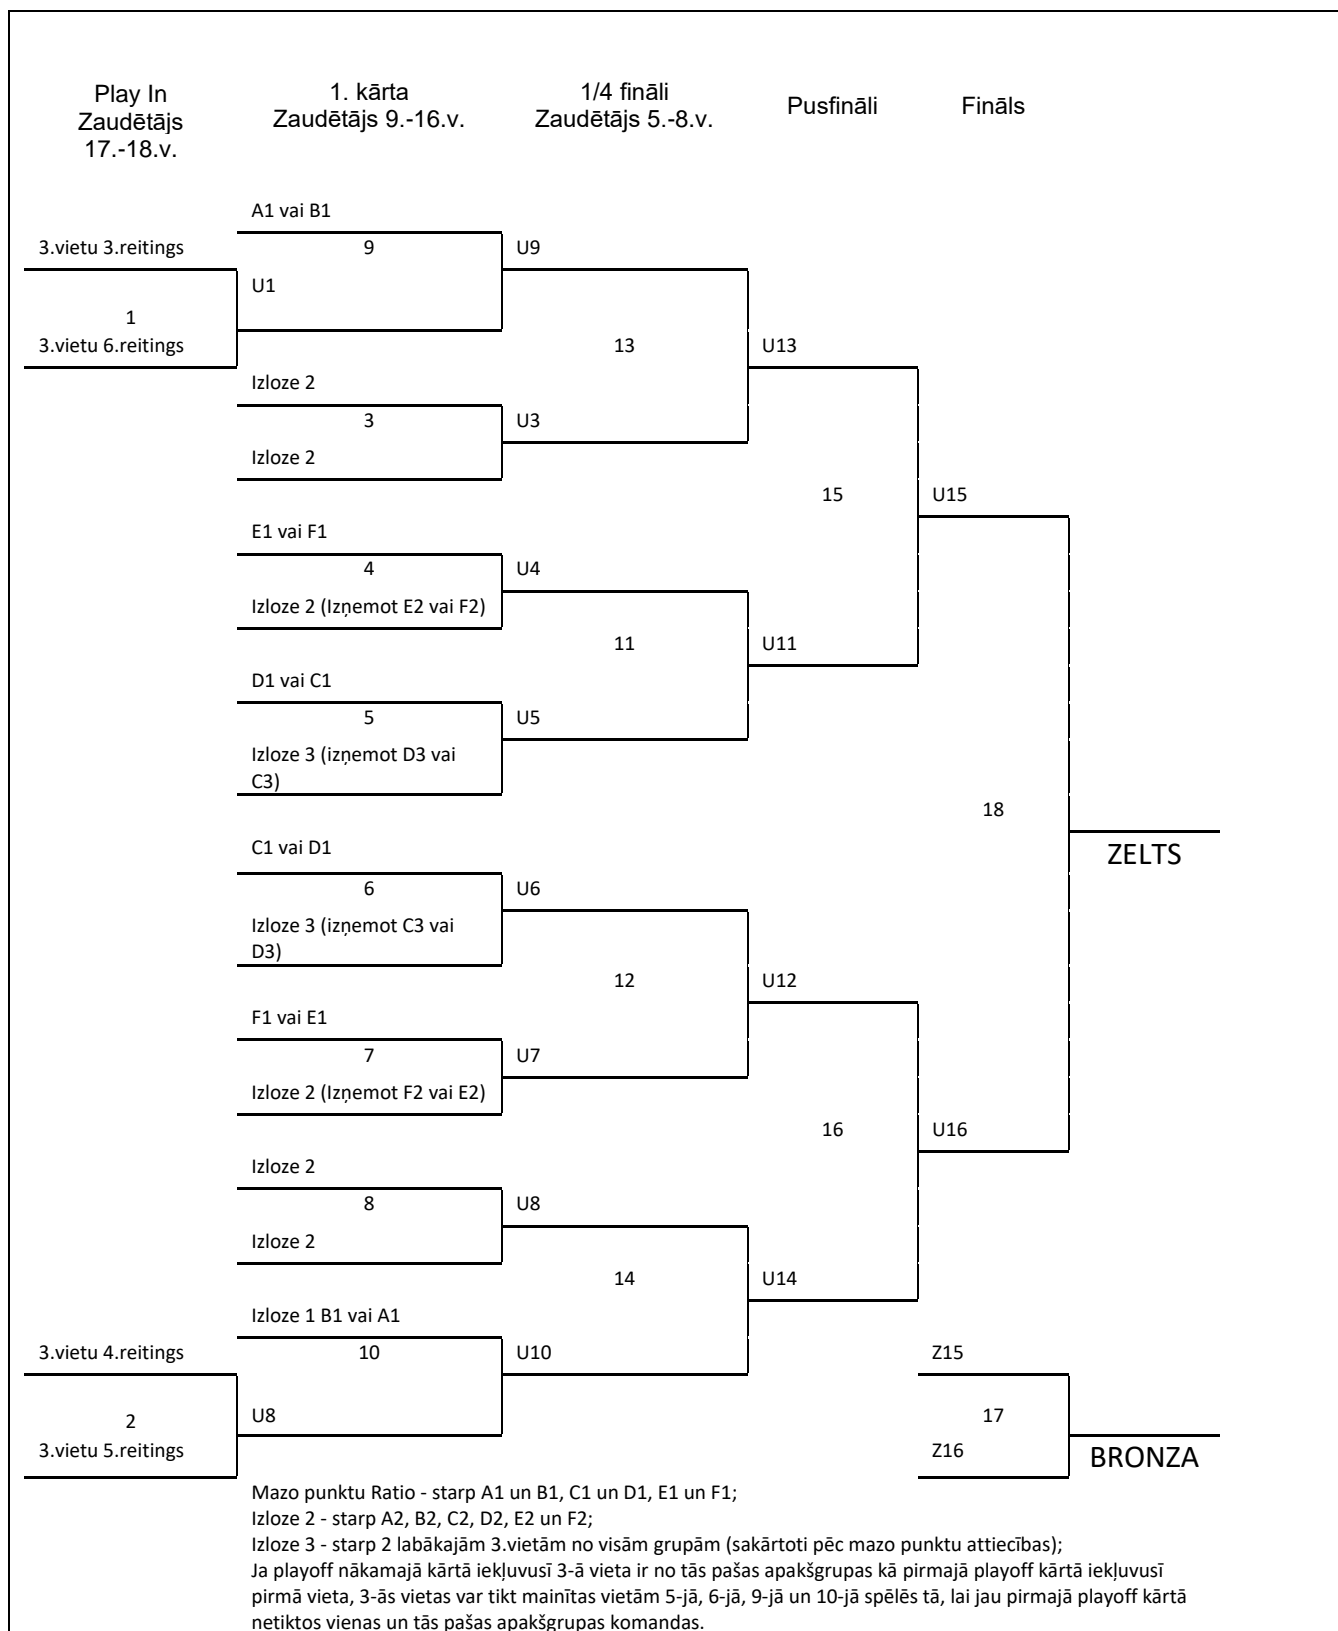 Play In
Zaudētājs
17.-18.v.
1. kārta
Zaudētājs 9.-16.v.
1/4 fināli
Zaudētājs 5.-8.v.
Pusfināli
Fināls
A1 vai B1
3.vietu 3.reitings
9
U9
U1
1
3.vietu 6.reitings
13
U13
Izloze 2
3
U3
Izloze 2
15
U15
E1 vai F1
4
U4
Izloze 2 (Izņemot E2 vai F2)
11
U11
D1 vai C1
5
U5
Izloze 3 (izņemot D3 vai
C3)
18
C1 vai D1
ZELTS
6
U6
Izloze 3 (izņemot C3 vai
D3)
12
U12
F1 vai E1
7
U7
Izloze 2 (Izņemot F2 vai E2)
16
U16
Izloze 2
8
U8
Izloze 2
14
U14
Izloze 1 B1 vai A1
3.vietu 4.reitings
10
U10
Z15
2
U8
17
3.vietu 5.reitings
Z16
BRONZA
Mazo punktu Ratio - starp A1 un B1, C1 un D1, E1 un F1;
Izloze 2 - starp A2, B2, C2, D2, E2 un F2;
Izloze 3 - starp 2 labākajām 3.vietām no visām grupām (sakārtoti pēc mazo punktu attiecības);
Ja playoff nākamajā kārtā iekļuvusī 3-ā vieta ir no tās pašas apakšgrupas kā pirmajā playoff kārtā iekļuvusī
pirmā vieta, 3-ās vietas var tikt mainītas vietām 5-jā, 6-jā, 9-jā un 10-jā spēlēs tā, lai jau pirmajā playoff kārtā
netiktos vienas un tās pašas apakšgrupas komandas.